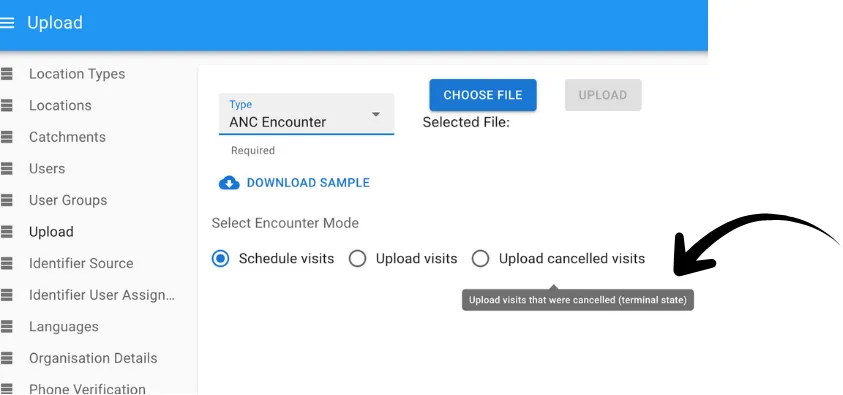 Upload
Location Types
Locations
Catchments
Users
User Groups
Upload
Identifier Source
Identifier User Assign...
Languages
Organisation Details
Phone Verification
Type
ANC Encounter
Required
CHOOSE FILE
UPLOAD
Selected File:
DOWNLOAD SAMPLE
Select Encounter Mode
Schedule visits
Upload visits
Upload cancelled visits
Upload visits that were cancelled (terminal state)